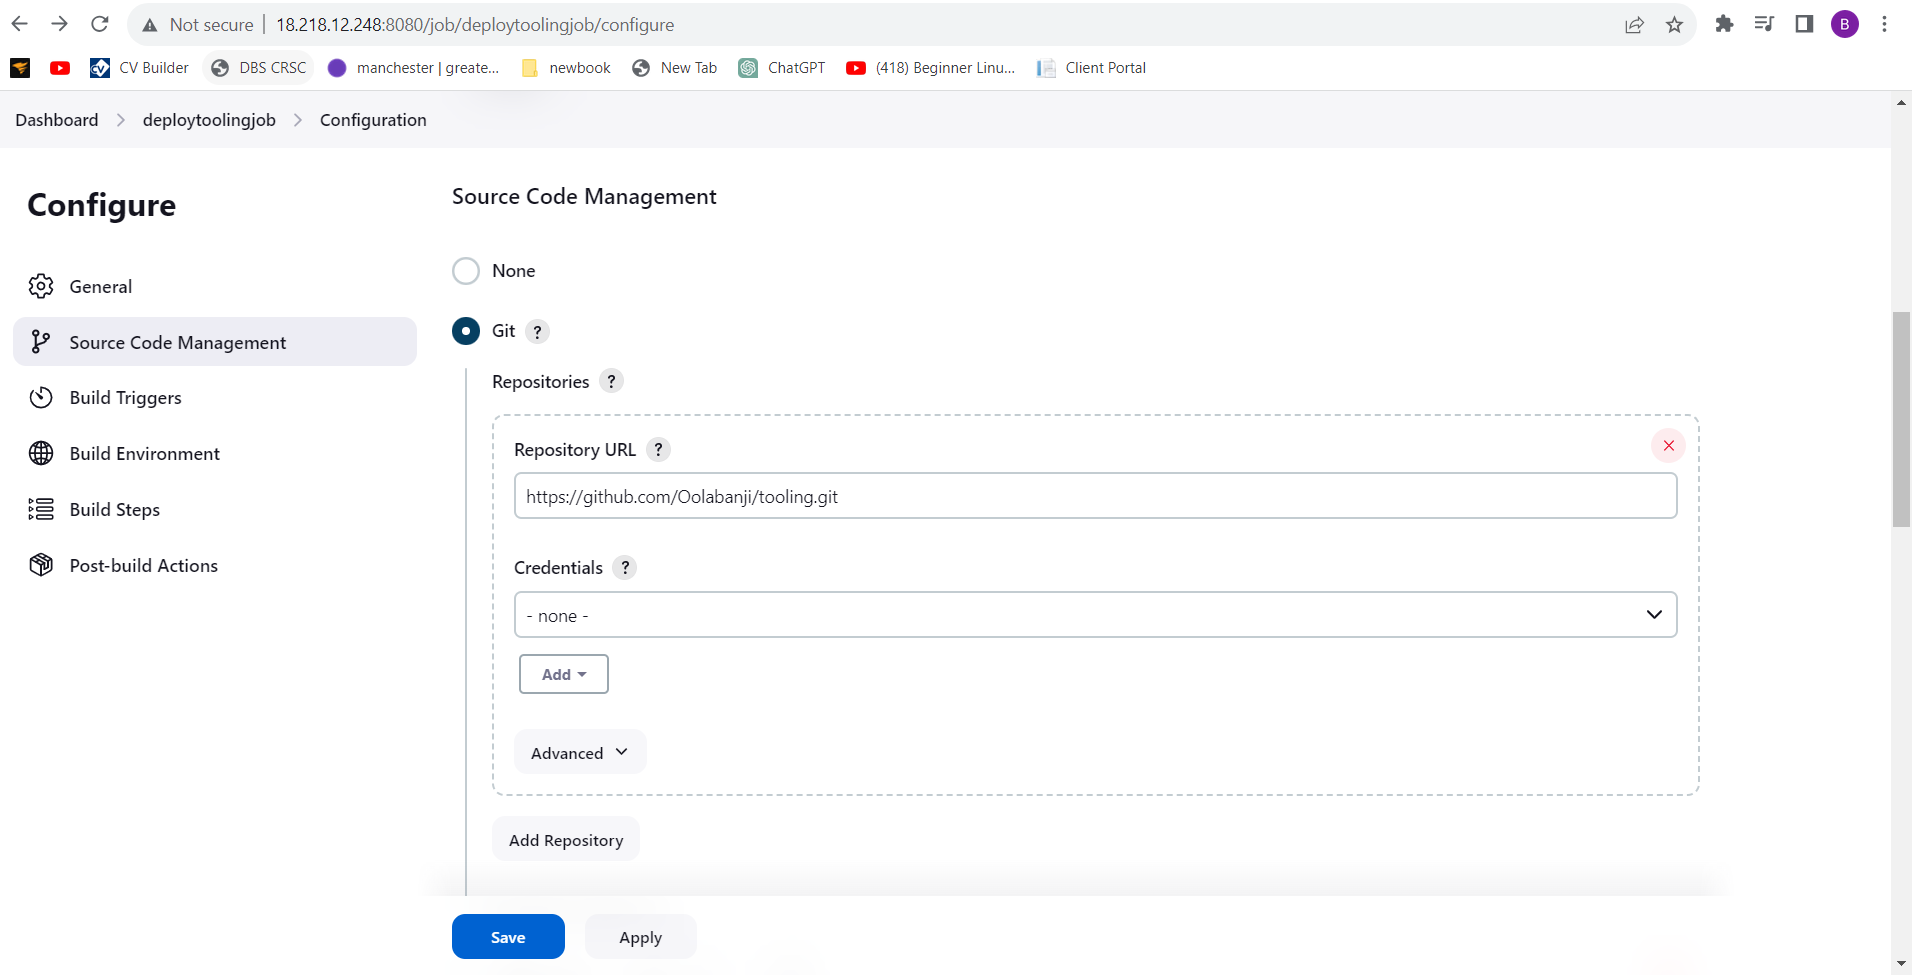 Not secure | 18.218.12.248:8080/job/deploytoolingjob/configure B
CV Builder DBS CRSC manchester | greate... newbook New Tab ChatGPT (418) Beginner Linu... Client Portal
Dashboard > deploytoolingjob > Configuration
Configure
General
Source Code Management
Build Triggers
Build Environment
Build Steps
Post-build Actions
Source Code Management
None
Git ?
Repositories ?
Repository URL ?
https://github.com/Oolabanji/tooling.git
Credentials ?
- none -
Add
Advanced
Add Repository
Save Apply